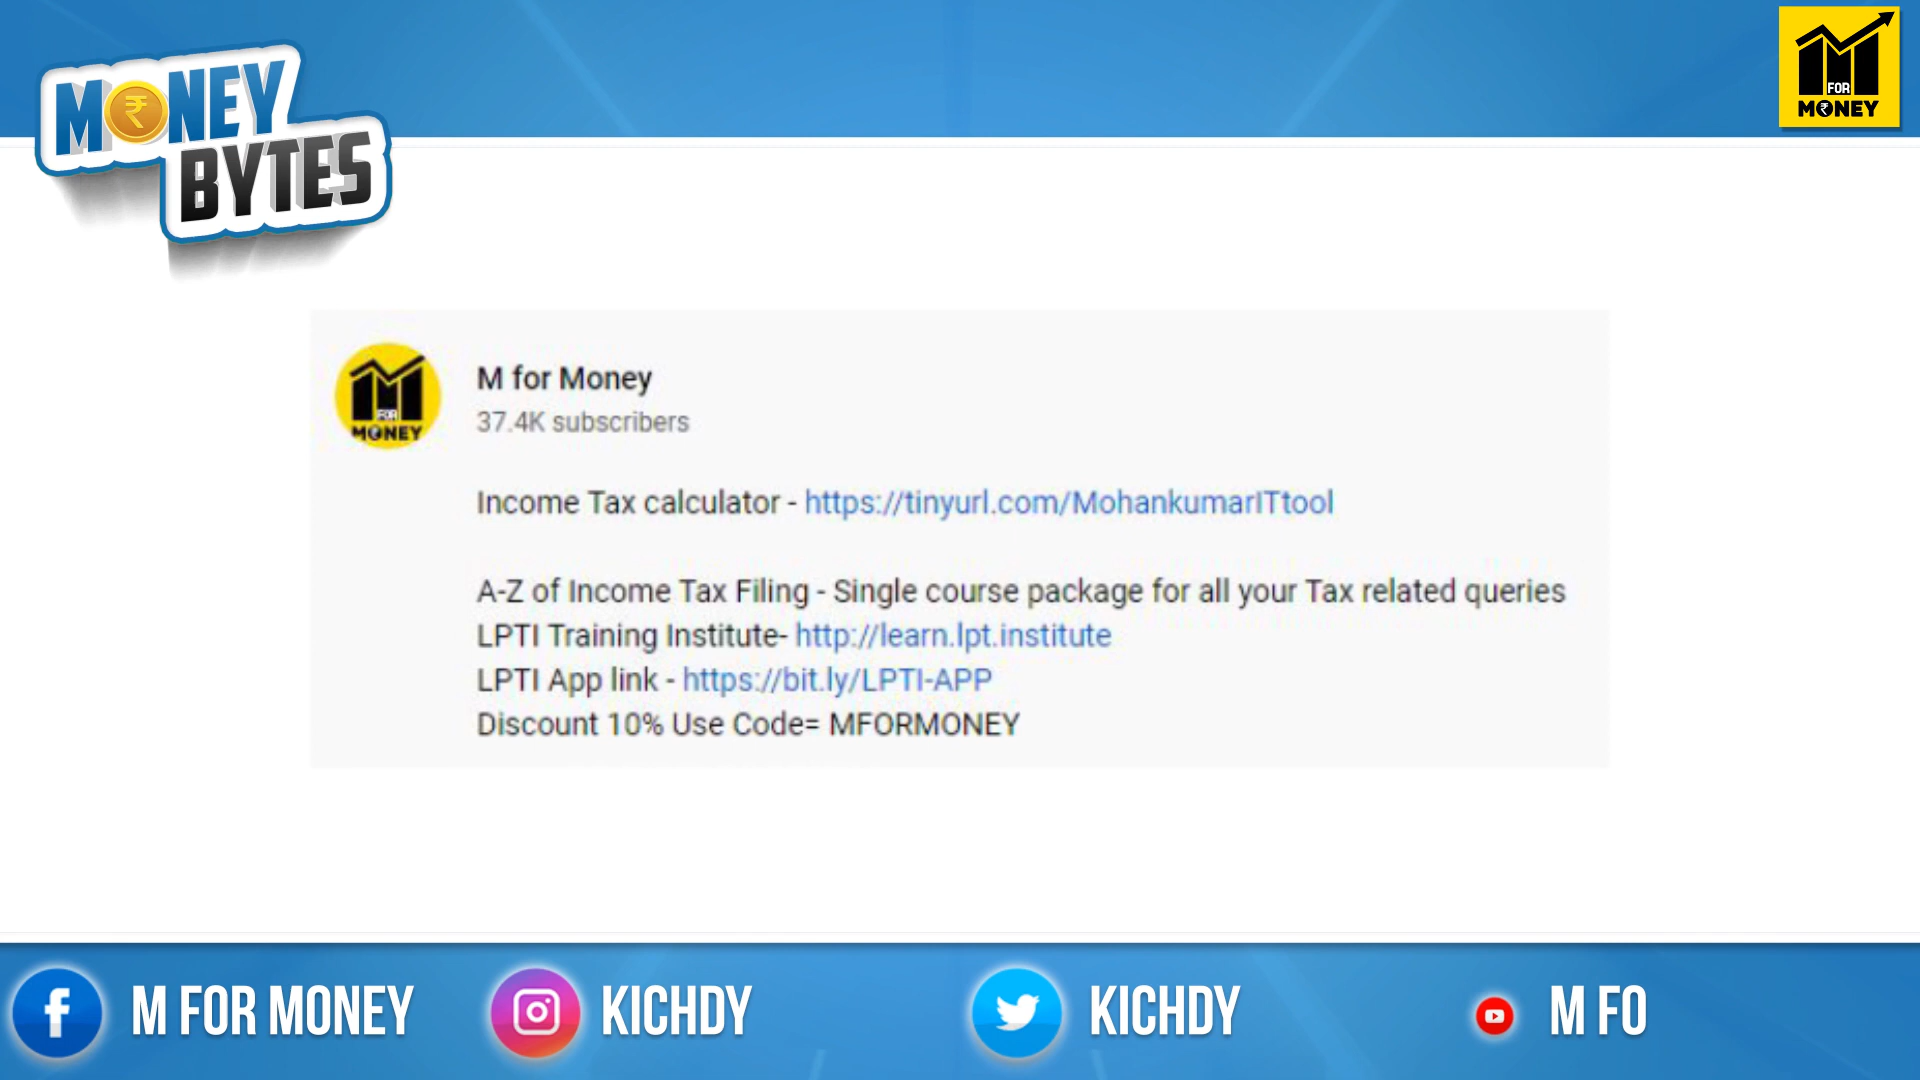 MONEY
BYTES
M
FOR
MONEY
M
FOR
MONEY
M for Money
37.4K subscribers
Income Tax calculator - https://tinyurl.com/MohankumarITtool
A-Z of Income Tax Filing - Single course package for all your Tax related queries
LPTI Training Institute- http://learn.lpt.institute
LPTI App link - https://bit.ly/LPTI-APP
Discount 10% Use Code= MFORMONEY
M FOR MONEY
KICHDY
KICHDY
M FO